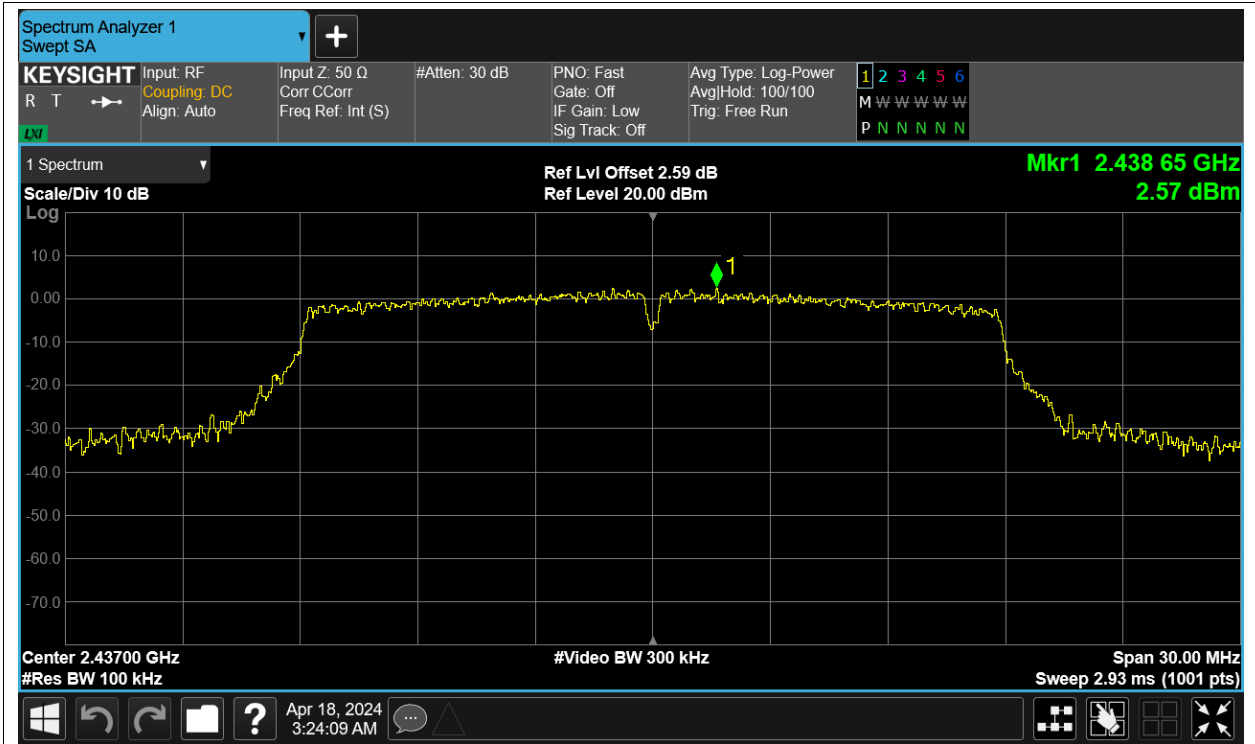 Spectrum Analyzer 1
Swept SA
KEYSIGHT
R T
LXI
Input: RF
Coupling: DC
Align: Auto
Input Z: 50 Ω
Corr CCorr
Freq Ref: Int (S)
#Atten: 30 dB
PNO: Fast
Gate: Off
IF Gain: Low
Sig Track: Off
Avg Type: Log-Power
Avg|Hold: 100/100
Trig: Free Run
1 2 3 4 5 6
M W W W W W
P N N N N N
1 Spectrum
Scale/Div 10 dB
Ref Lvl Offset 2.59 dB
Ref Level 20.00 dBm
Mkr1 2.438 65 GHz
2.57 dBm
Log
10.0
0.00
-10.0
-20.0
-30.0
-40.0
-50.0
-60.0
-70.0
1
Center 2.43700 GHz
#Res BW 100 kHz
#Video BW 300 kHz
Span 30.00 MHz
Sweep 2.93 ms (1001 pts)
?
Apr 18, 2024
3:24:09 AM